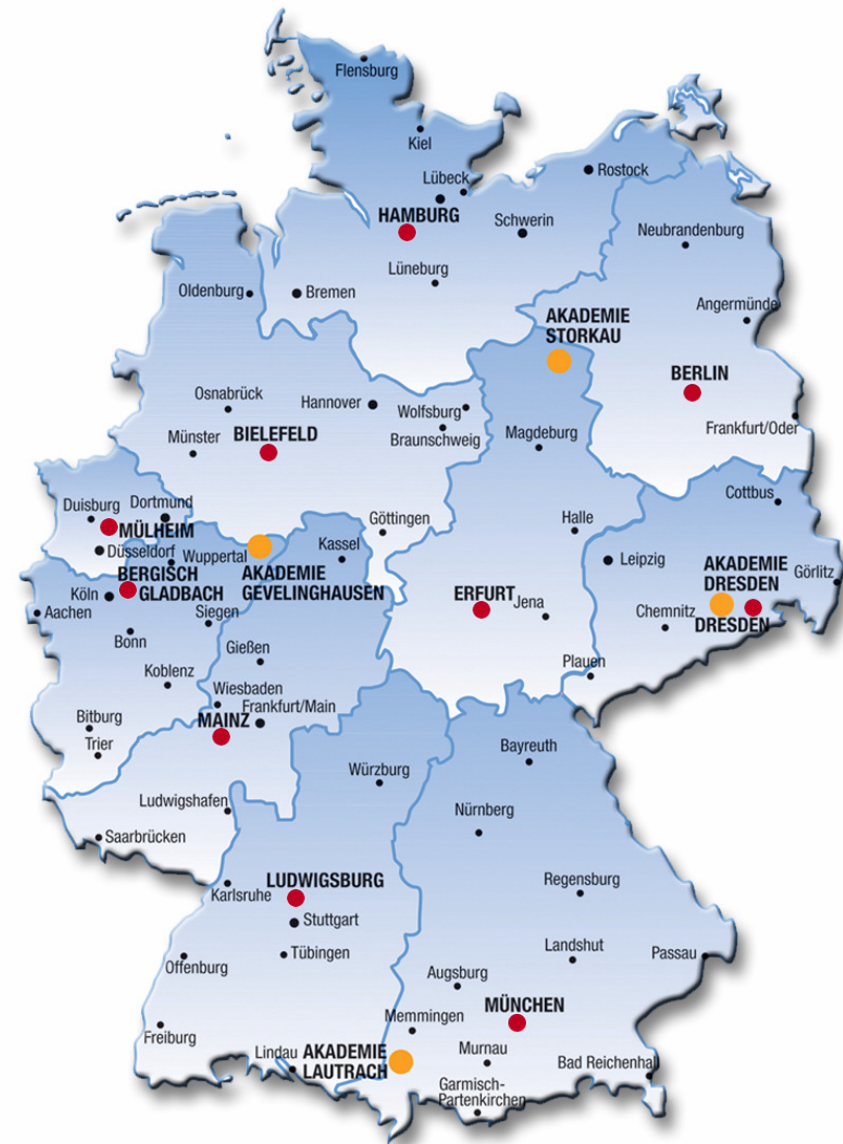 Flensburg
Kiel
Lübeck
Rostock
HAMBURG
Schwerin
Neubrandenburg
Lüneburg
Oldenburg
Bremen
Angermünde
AKADEMIE
STORKAU
BERLIN
Osnabrück
Hannover
Wolfsburg
Frankfurt/Oder
BIELEFELD
Braunschweig
Münster
Magdeburg
Cottbus
Duisburg
Dortmund
Göttingen
Halle
MÜLHEIM
Düsseldorf
Wuppertal
Kassel
Leipzig
AKADEMIE
DRESDEN
Görlitz
BERGISCH
GLADBACH
AKADEMIE
GEVELINGHAUSEN
Köln
ERFURT
Jena
Aachen
Siegen
Chemnitz
DRESDEN
Bonn
Gießen
Plauen
Koblenz
Wiesbaden
Frankfurt/Main
Bitburg
MAINZ
Trier
Bayreuth
Würzburg
Ludwigshafen
Nürnberg
Saarbrücken
LUDWIGSBURG
Karlsruhe
Regensburg
Stuttgart
Tübingen
Landshut
Passau
Offenburg
Augsburg
MÜNCHEN
Memmingen
Freiburg
Lindau
AKADEMIE
LAUTRACH
Murnau
Bad Reichenhall
Garmisch-
Partenkirchen